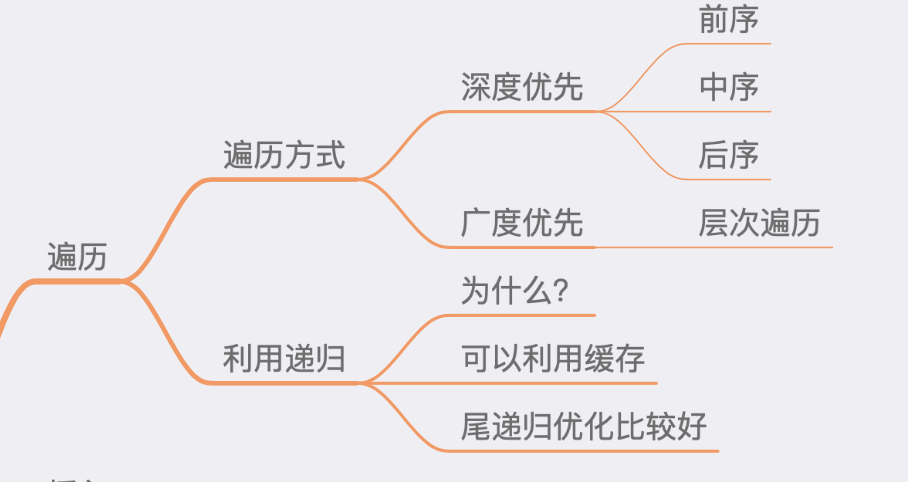 前序
深度优先
中序
遍历方式
后序
广度优先
层次遍历
遍历
为什么?
利用递归
可以利用缓存
尾递归优化比较好